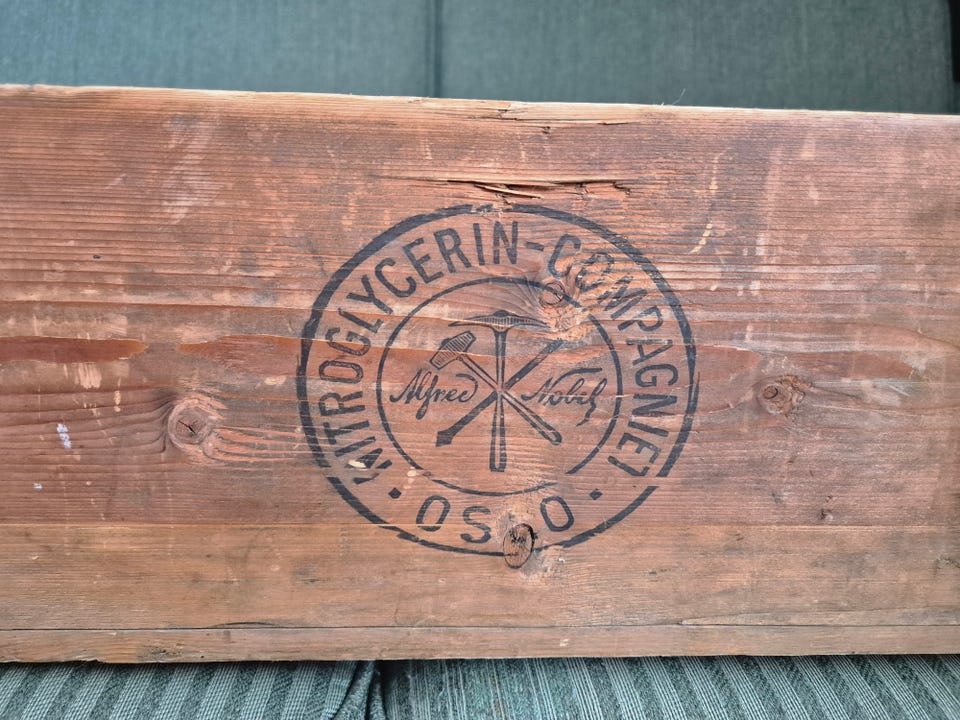 NITROGLYCERIN-COMPAGNIET
Alfred Nobel
· OSLO ·